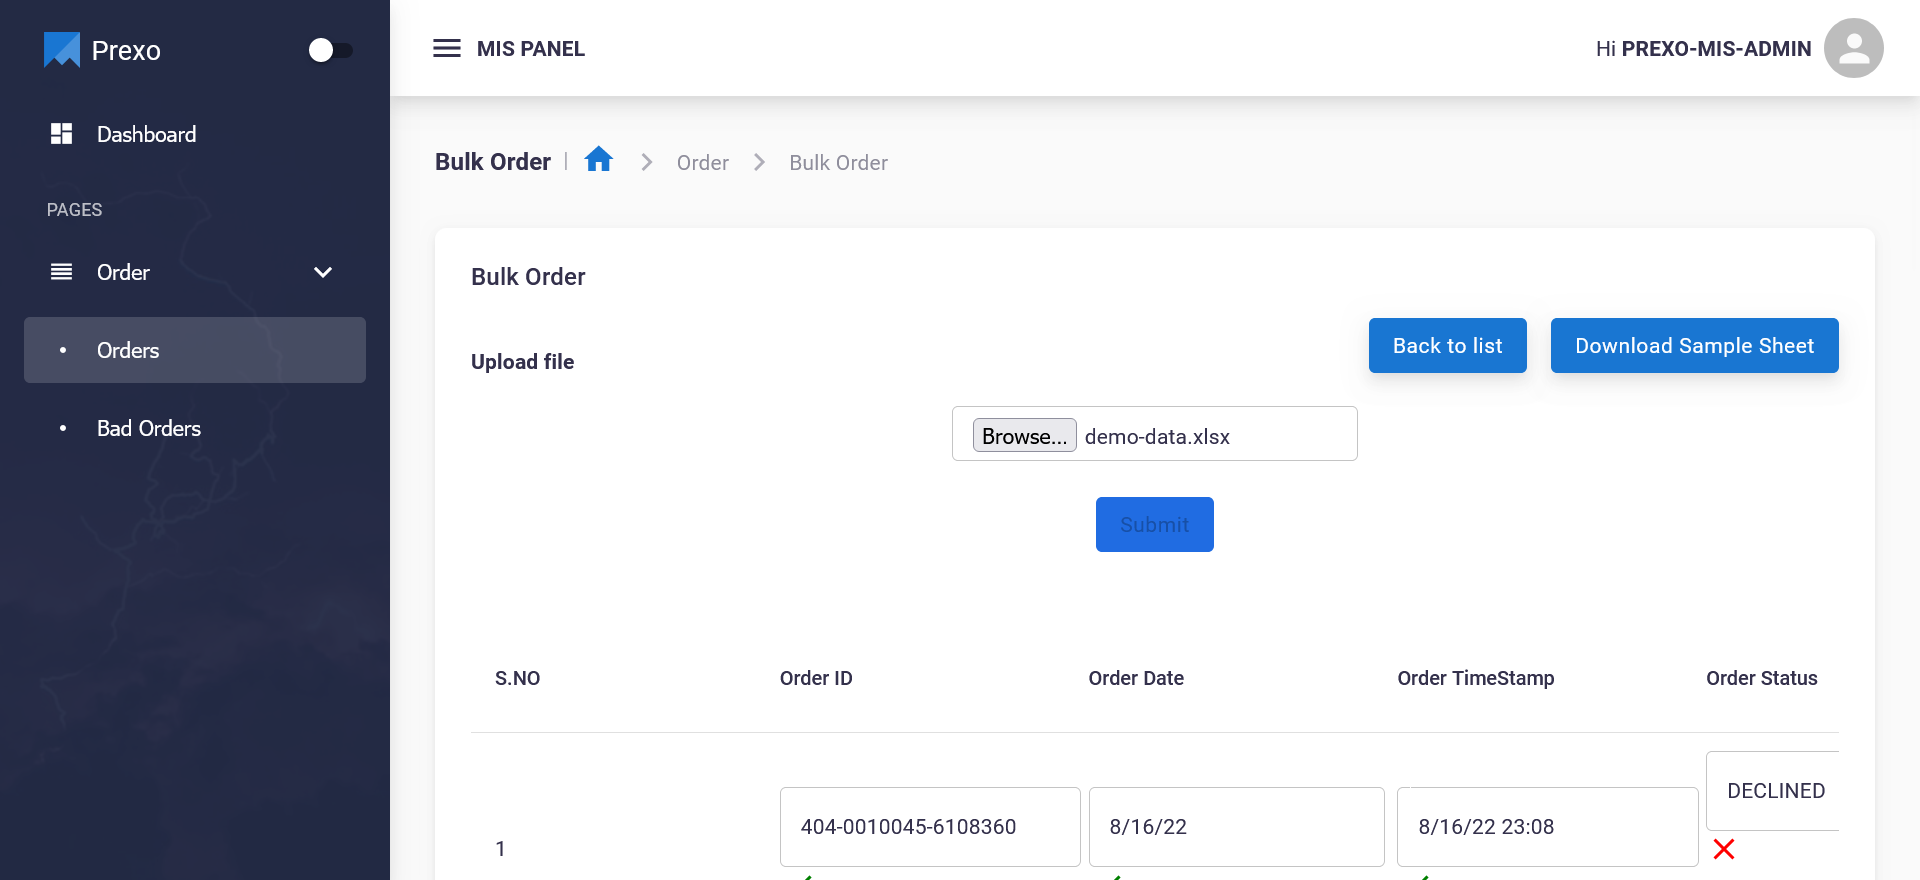 Prexo
Dashboard
PAGES
Order
Orders
Bad Orders
MIS PANEL
Hi PREXO-MIS-ADMIN
Bulk Order | Order Bulk Order
Bulk Order
Upload file
Back to list
Download Sample Sheet
Browse... demo-data.xlsx
Submit
S.NO Order ID Order Date Order TimeStamp Order Status
1 404-0010045-6108360 8/16/22 8/16/22 23:08 DECLINED